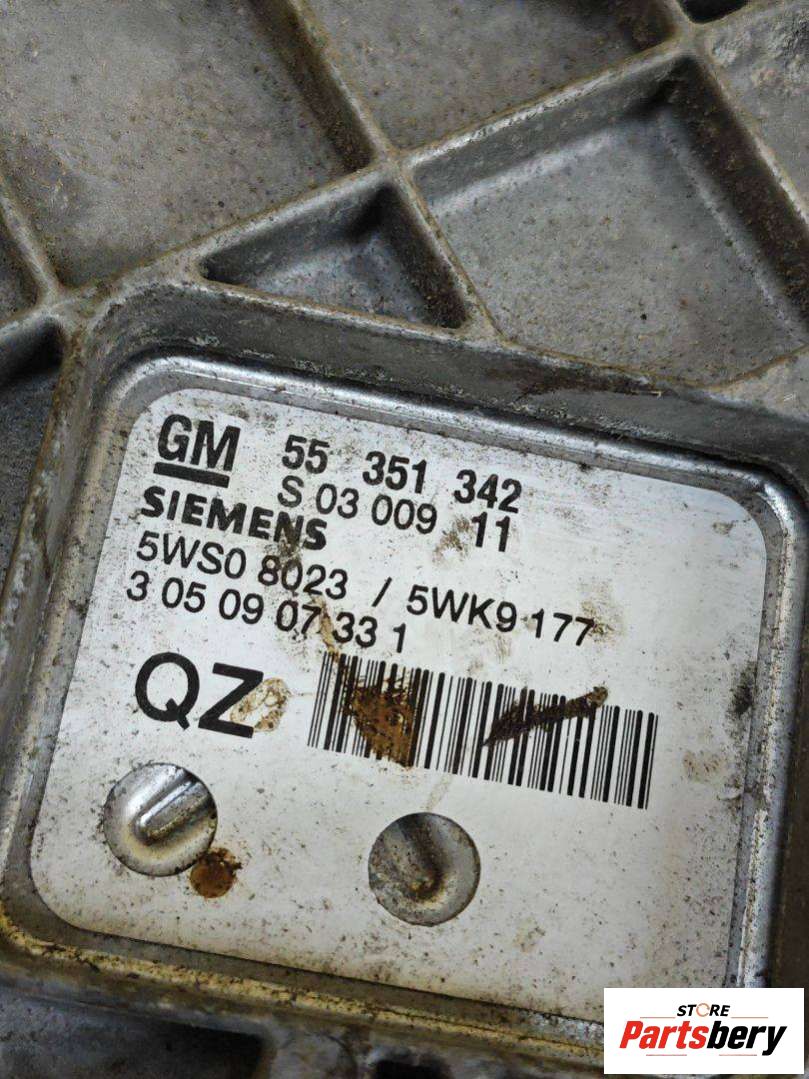 GM 55 351 342
S 03 009 11
SIEMENS
5WS0 8023 / 5WK9 177
3 05 09 07 33 1
QZ
STORE
Partsbery